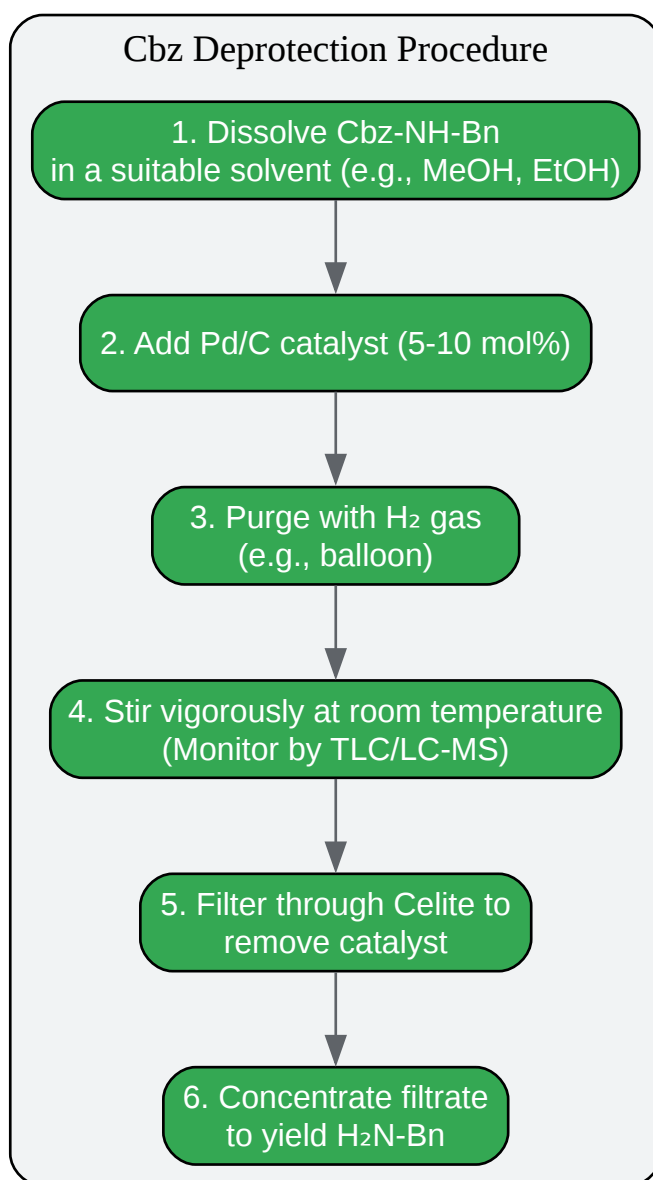 Cbz Deprotection Procedure
1. Dissolve Cbz-NH-Bn
in a suitable solvent (e.g., MeOH, EtOH)
2. Add Pd/C catalyst (5-10 mol%)
3. Purge with H₂ gas
(e.g., balloon)
4. Stir vigorously at room temperature
(Monitor by TLC/LC-MS)
5. Filter through Celite to
remove catalyst
6. Concentrate filtrate
to yield H₂N-Bn